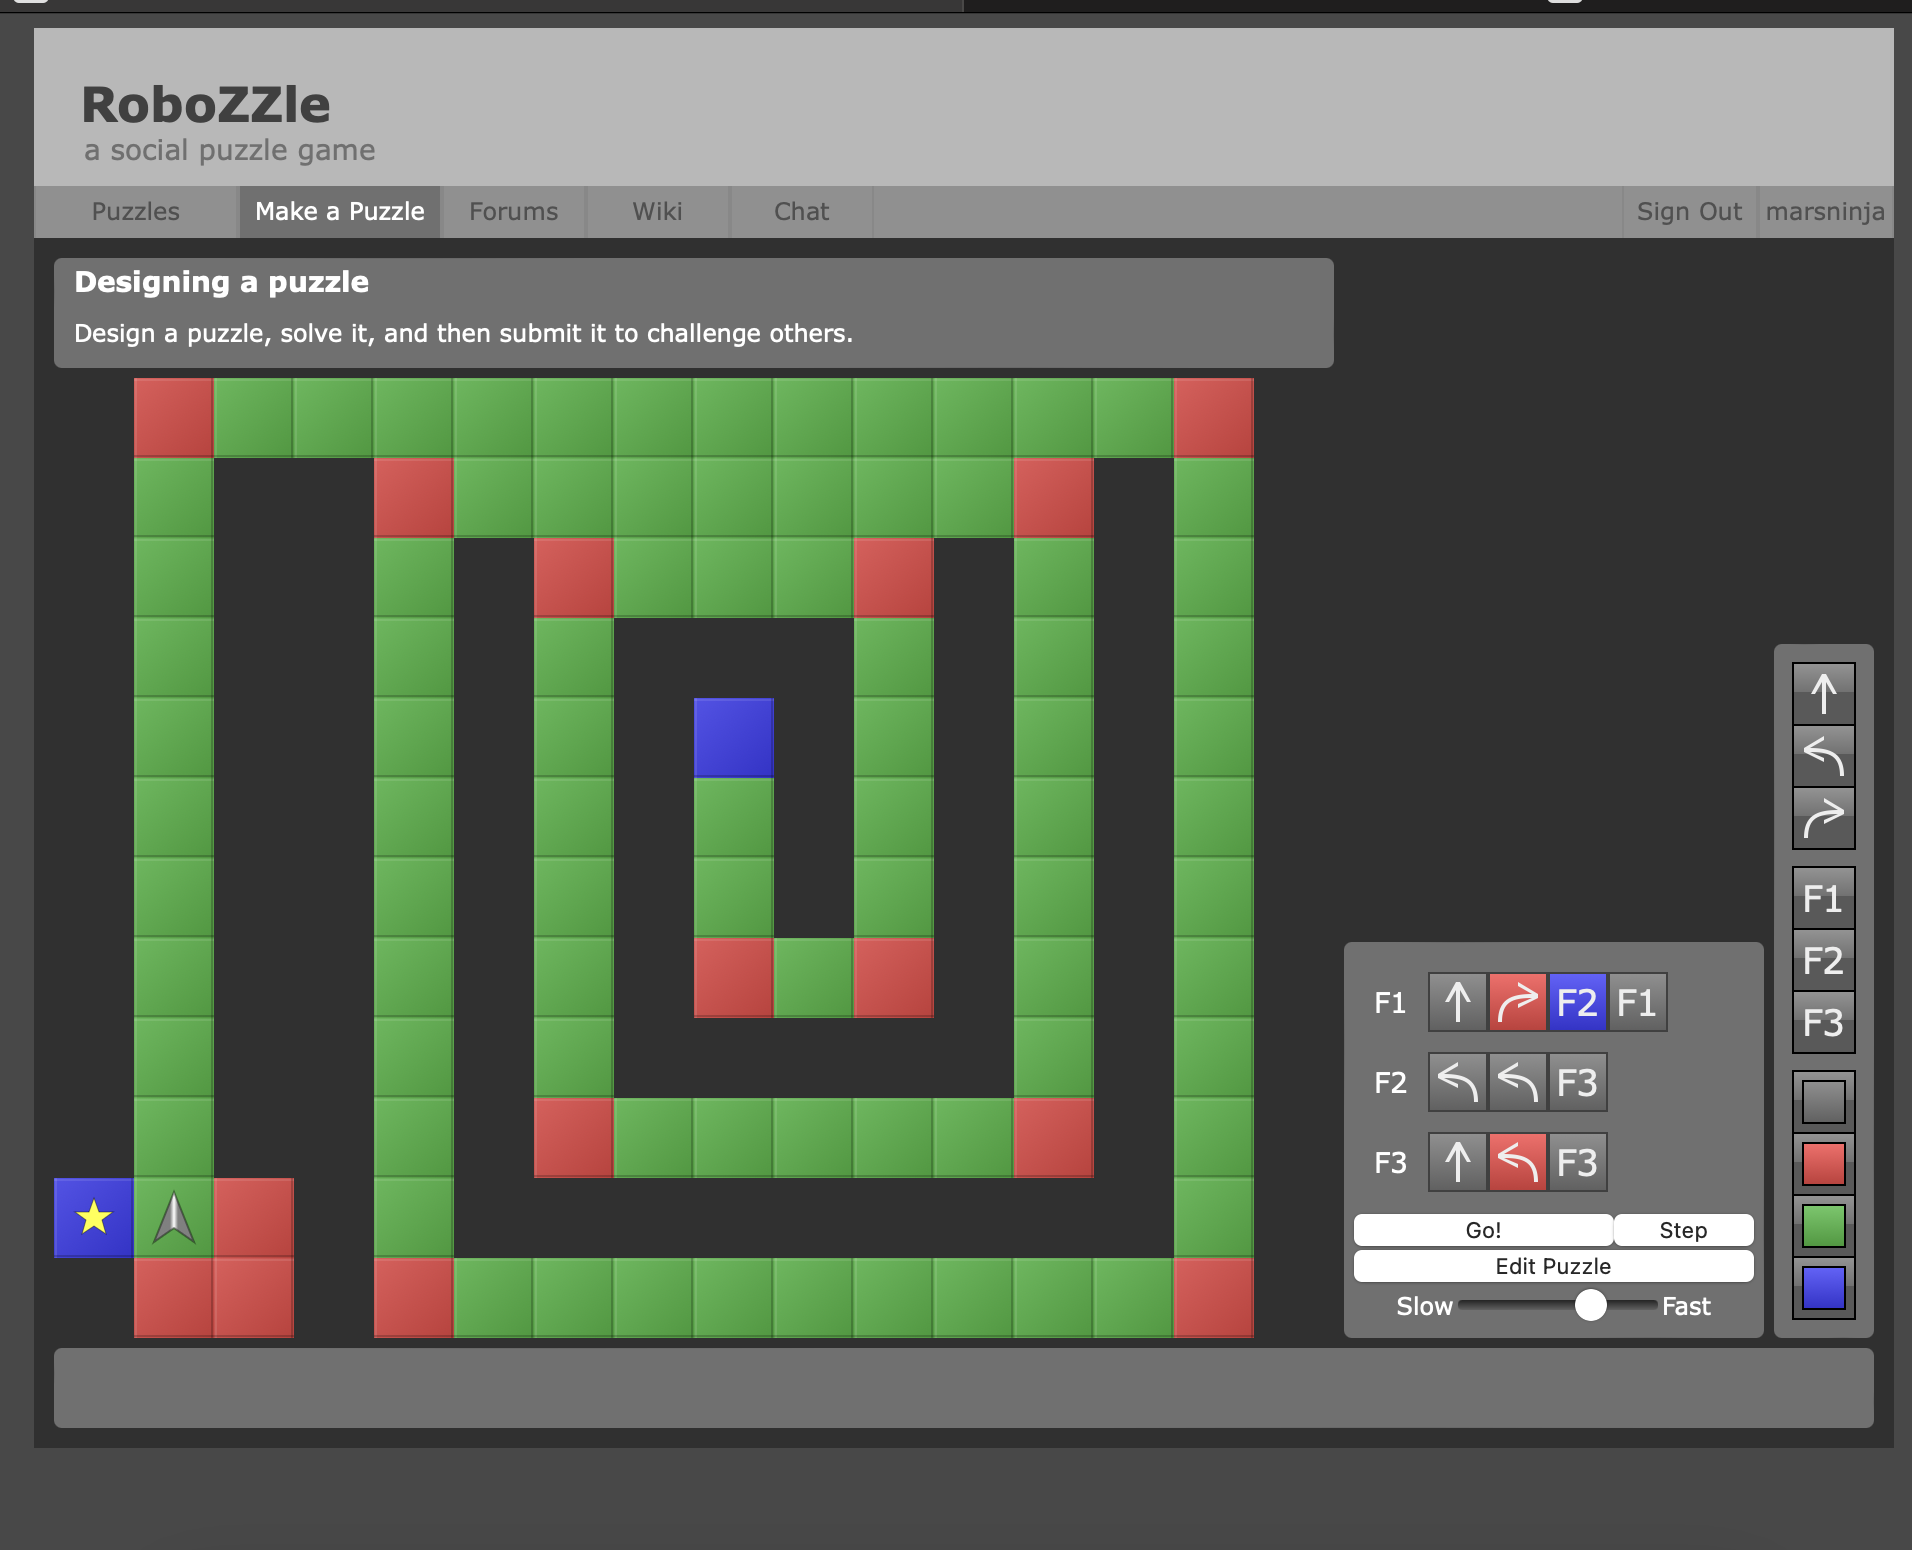 RoboZZle
a social puzzle game
Puzzles Make a Puzzle Forums Wiki Chat Sign Out marsninja
Designing a puzzle
Design a puzzle, solve it, and then submit it to challenge others.
F1 F2 F1
F2 F3
F3 F3
Go! Step
Edit Puzzle
Slow Fast
F1
F2
F3